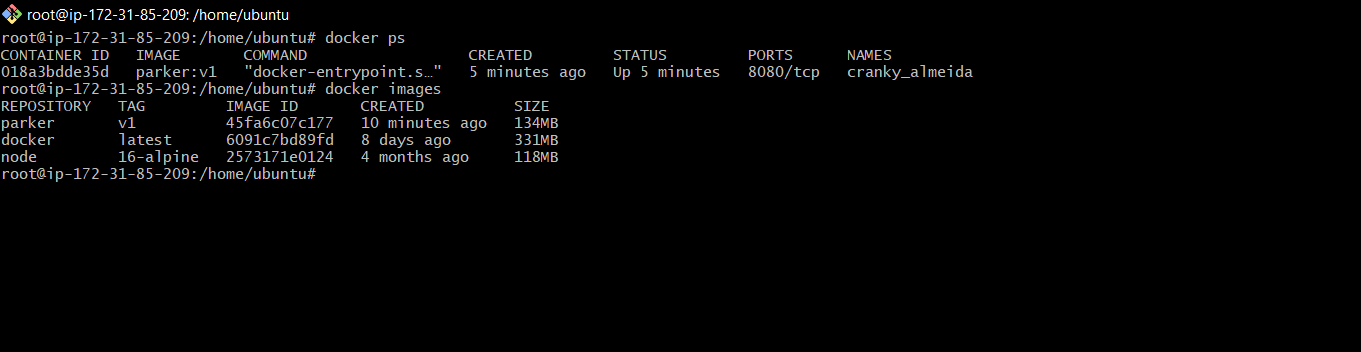 root@ip-172-31-85-209: /home/ubuntu
root@ip-172-31-85-209:/home/ubuntu# docker ps
CONTAINER ID   IMAGE       COMMAND                  CREATED         STATUS         PORTS      NAMES
018a3bdde35d   parker:v1   "docker-entrypoint.s…"   5 minutes ago   Up 5 minutes   8080/tcp   cranky_almeida
root@ip-172-31-85-209:/home/ubuntu# docker images
REPOSITORY   TAG         IMAGE ID       CREATED          SIZE
parker       v1          45fa6c07c177   10 minutes ago   134MB
docker       latest      6091c7bd89fd   8 days ago       331MB
node         16-alpine   2573171e0124   4 months ago     118MB
root@ip-172-31-85-209:/home/ubuntu#